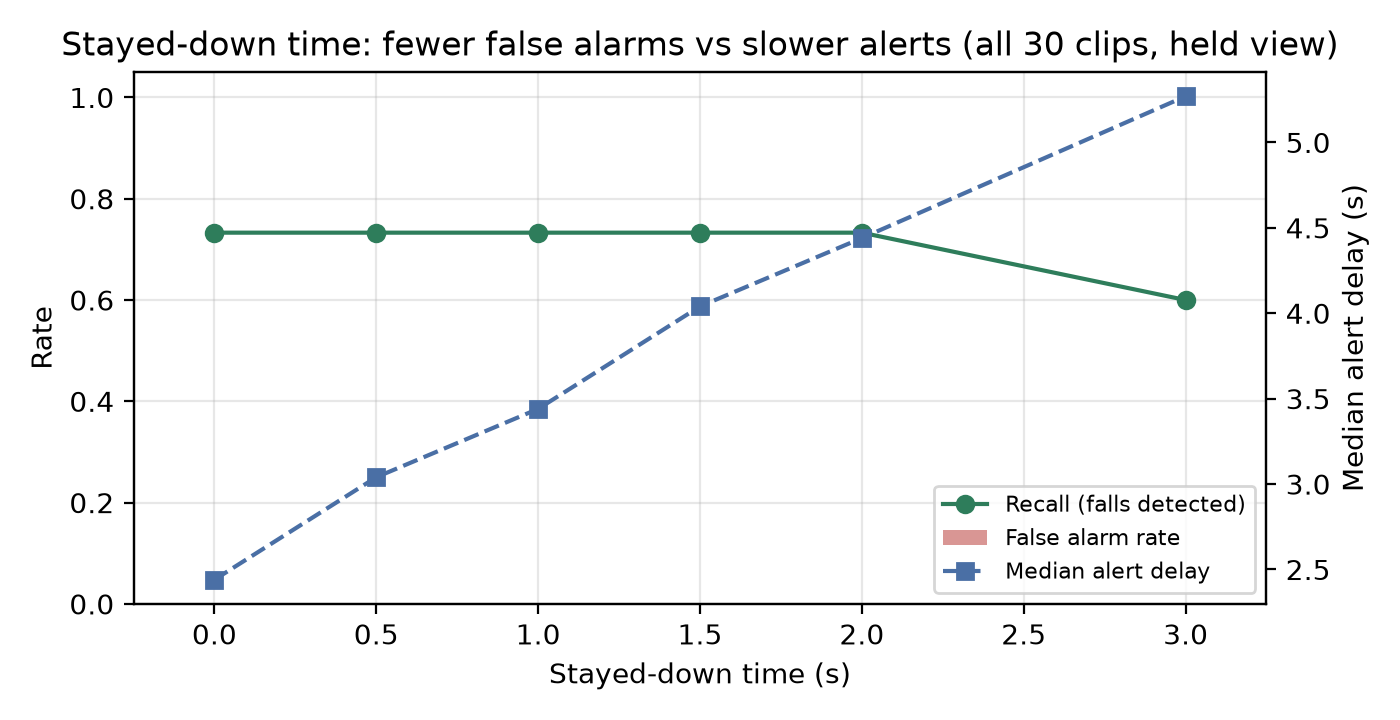 Stayed-down time: fewer false alarms vs slower alerts (all 30 clips, held view)
1.0
0.8
0.6
0.4
0.2
0.0
Rate
5.0
4.5
4.0
3.5
3.0
2.5
Median alert delay (s)
Recall (falls detected)
False alarm rate
Median alert delay
0.0 0.5 1.0 1.5 2.0 2.5 3.0
Stayed-down time (s)